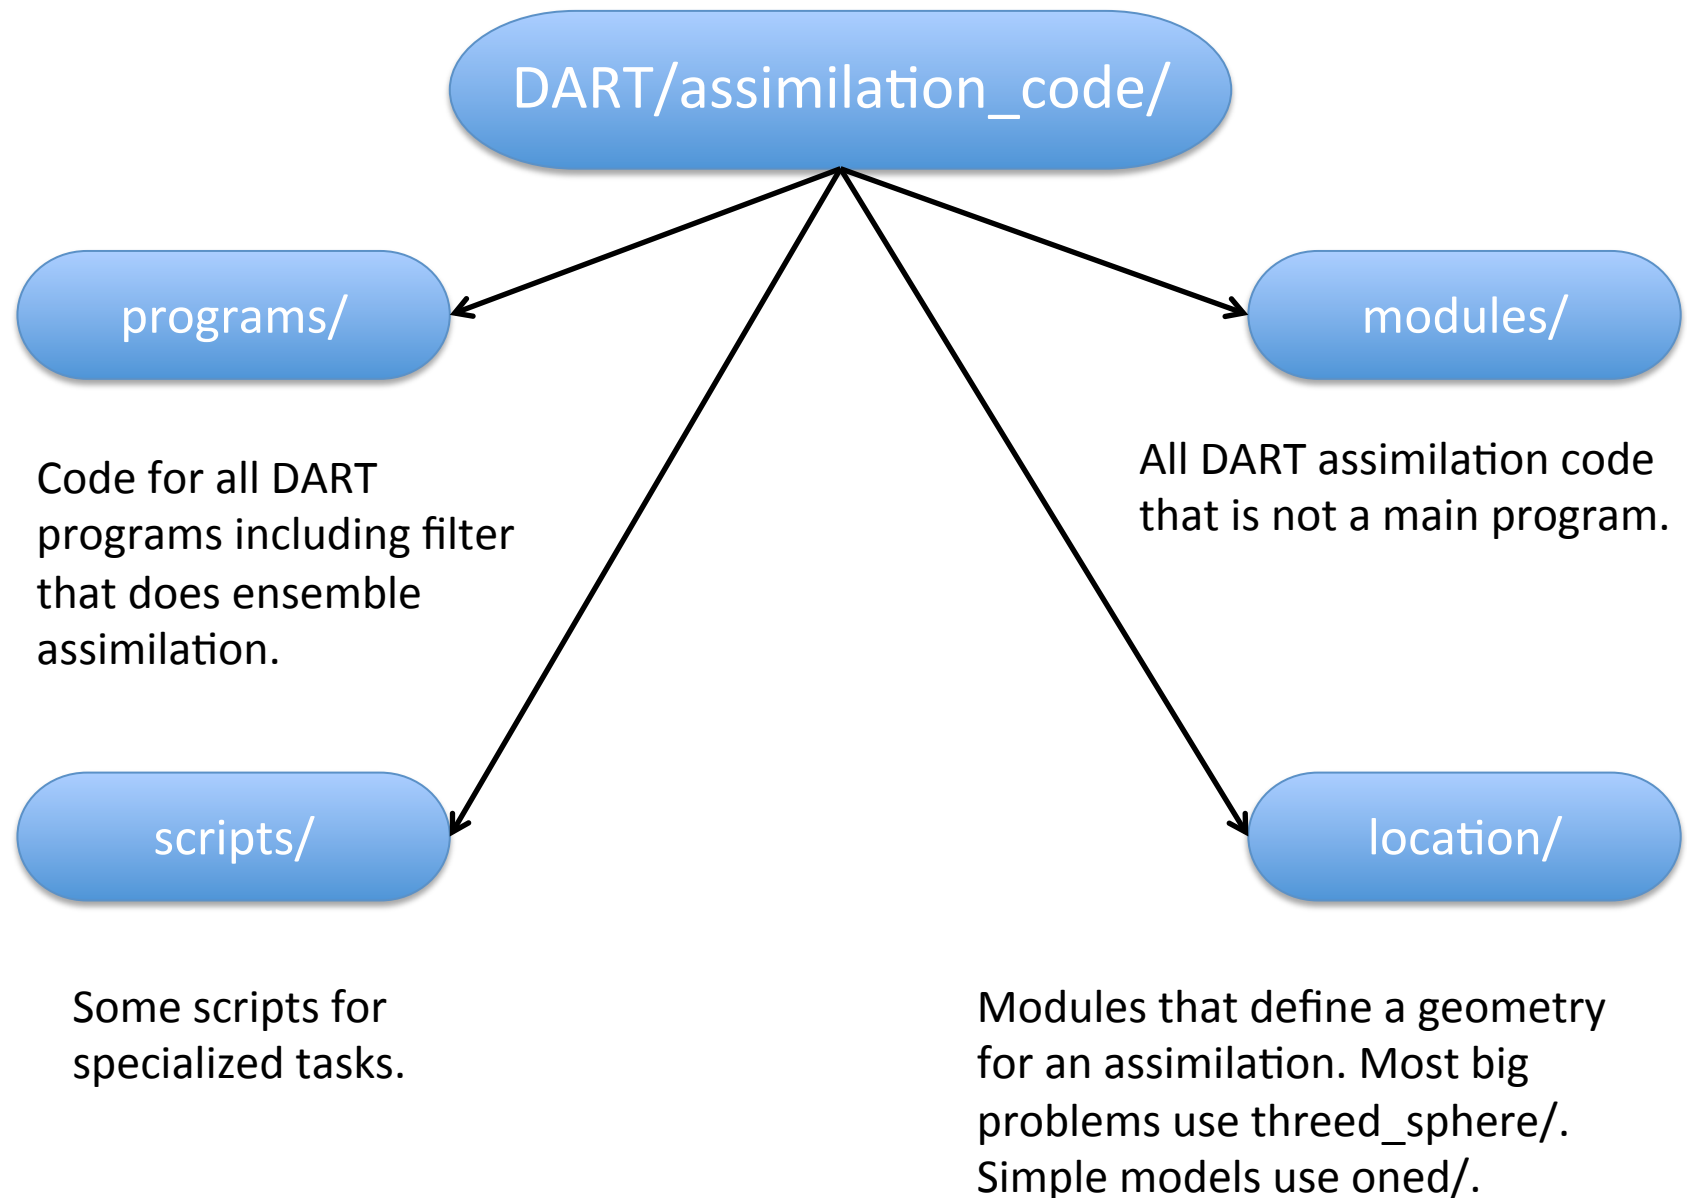 DART/assimilation_code/
programs/
modules/
Code for all DART
programs including filter
that does ensemble
assimilation.
All DART assimilation code
that is not a main program.
scripts/
location/
Some scripts for
specialized tasks.
Modules that define a geometry
for an assimilation. Most big
problems use threed_sphere/.
Simple models use oned/.